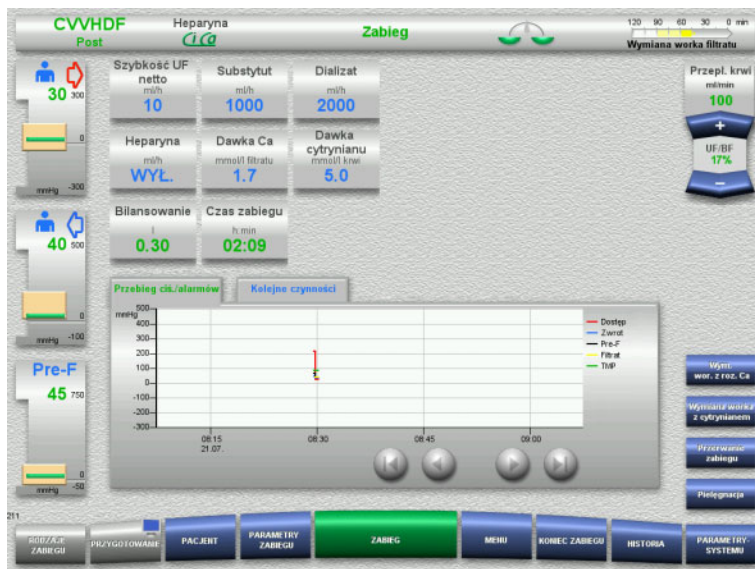 CVVHDF
Post
Heparyna
CiCa
Zabieg
120 90 60 30 0 min
Wymiana worka filtratu
30
300
0
-300
mmHg
40
500
0
-100
mmHg
Pre-F
45
750
0
-50
mmHg
Szybkość UF
netto
ml/h
10
Substytut
ml/h
1000
Dializat
ml/h
2000
Heparyna
ml/h
WYŁ.
Dawka Ca
mmol/l filtratu
1.7
Dawka
cytrynianu
mmol/l krwi
5.0
Bilansowanie
l
0.30
Czas zabiegu
h:min
02:09
Przepł. krwi
ml/min
100
+
UF/BF
17%
–
Przebieg ciś./alarmów
Kolejne czynności
mmHg
500
400
300
200
100
0
-100
-200
-300
08:15
08:30
08:45
09:00
21.07.
Dostęp
Zwrot
Pre-F
Filtrat
TMP
Wym.
wor. z roz. Ca
Wymiana worka
z cytrynianem
Przerwanie
zabiegu
Pielęgnacja
211
RODZAJE
ZABIEGU
PRZYGOTOWANIE
PACJENT
PARAMETRY
ZABIEGU
ZABIEG
MENU
KONIEC ZABIEGU
HISTORIA
PARAMETRY-
SYSTEMU